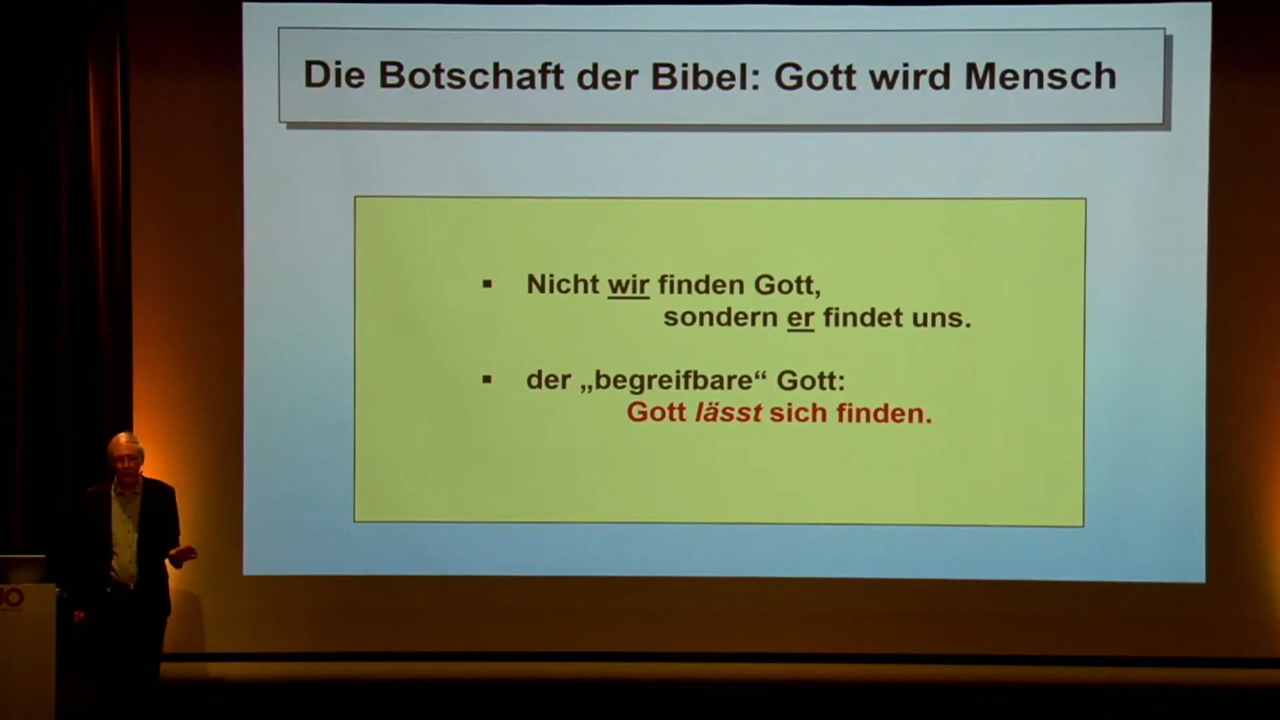 Die Botschaft der Bibel: Gott wird Mensch
▪ Nicht wir finden Gott,
sondern er findet uns.
▪ der „begreifbare“ Gott:
Gott lässt sich finden.